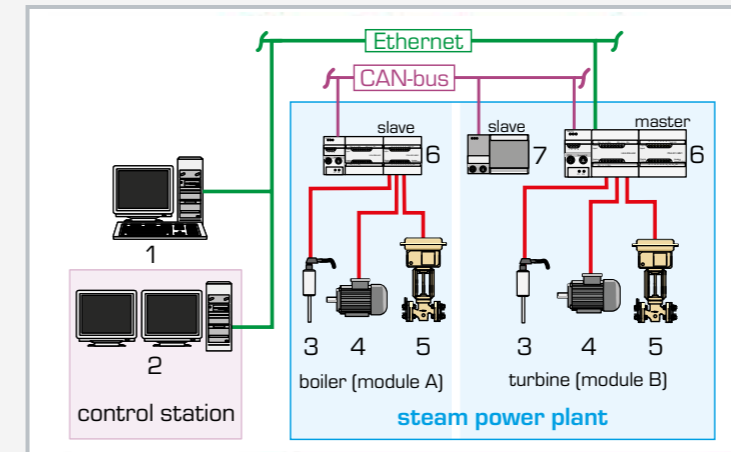 Ethernet
CAN-bus
slave
slave
master
6
7
6
1
2
3 4 5
3 4 5
boiler (module A)
turbine (module B)
control station
steam power plant